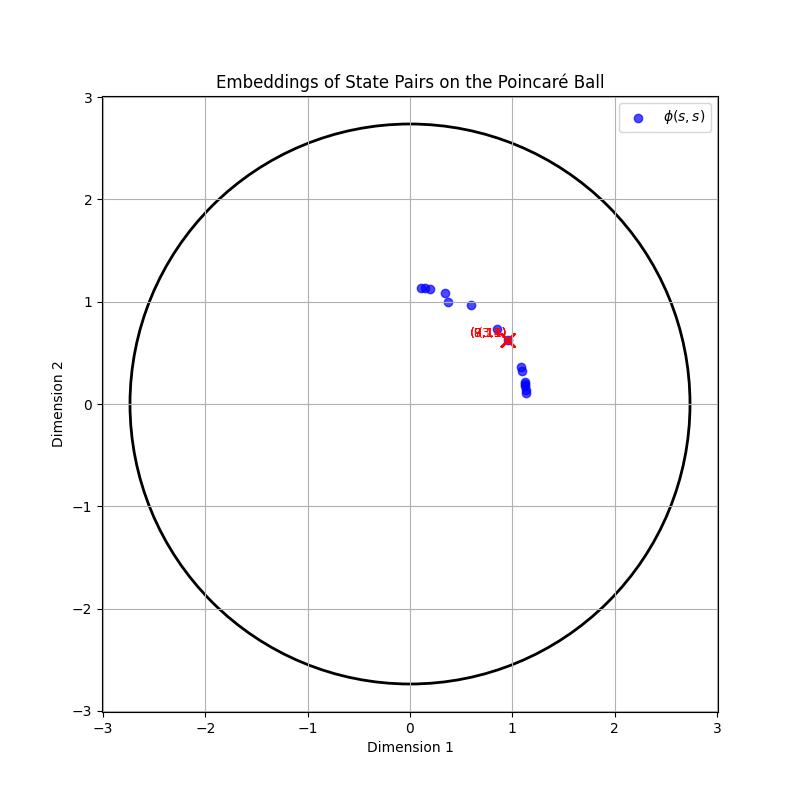 Embeddings of State Pairs on the Poincaré Ball
ϕ(s, s)
3
2
1
0
−1
−2
−3
Dimension 2
−3 −2 −1 0 1 2 3
Dimension 1